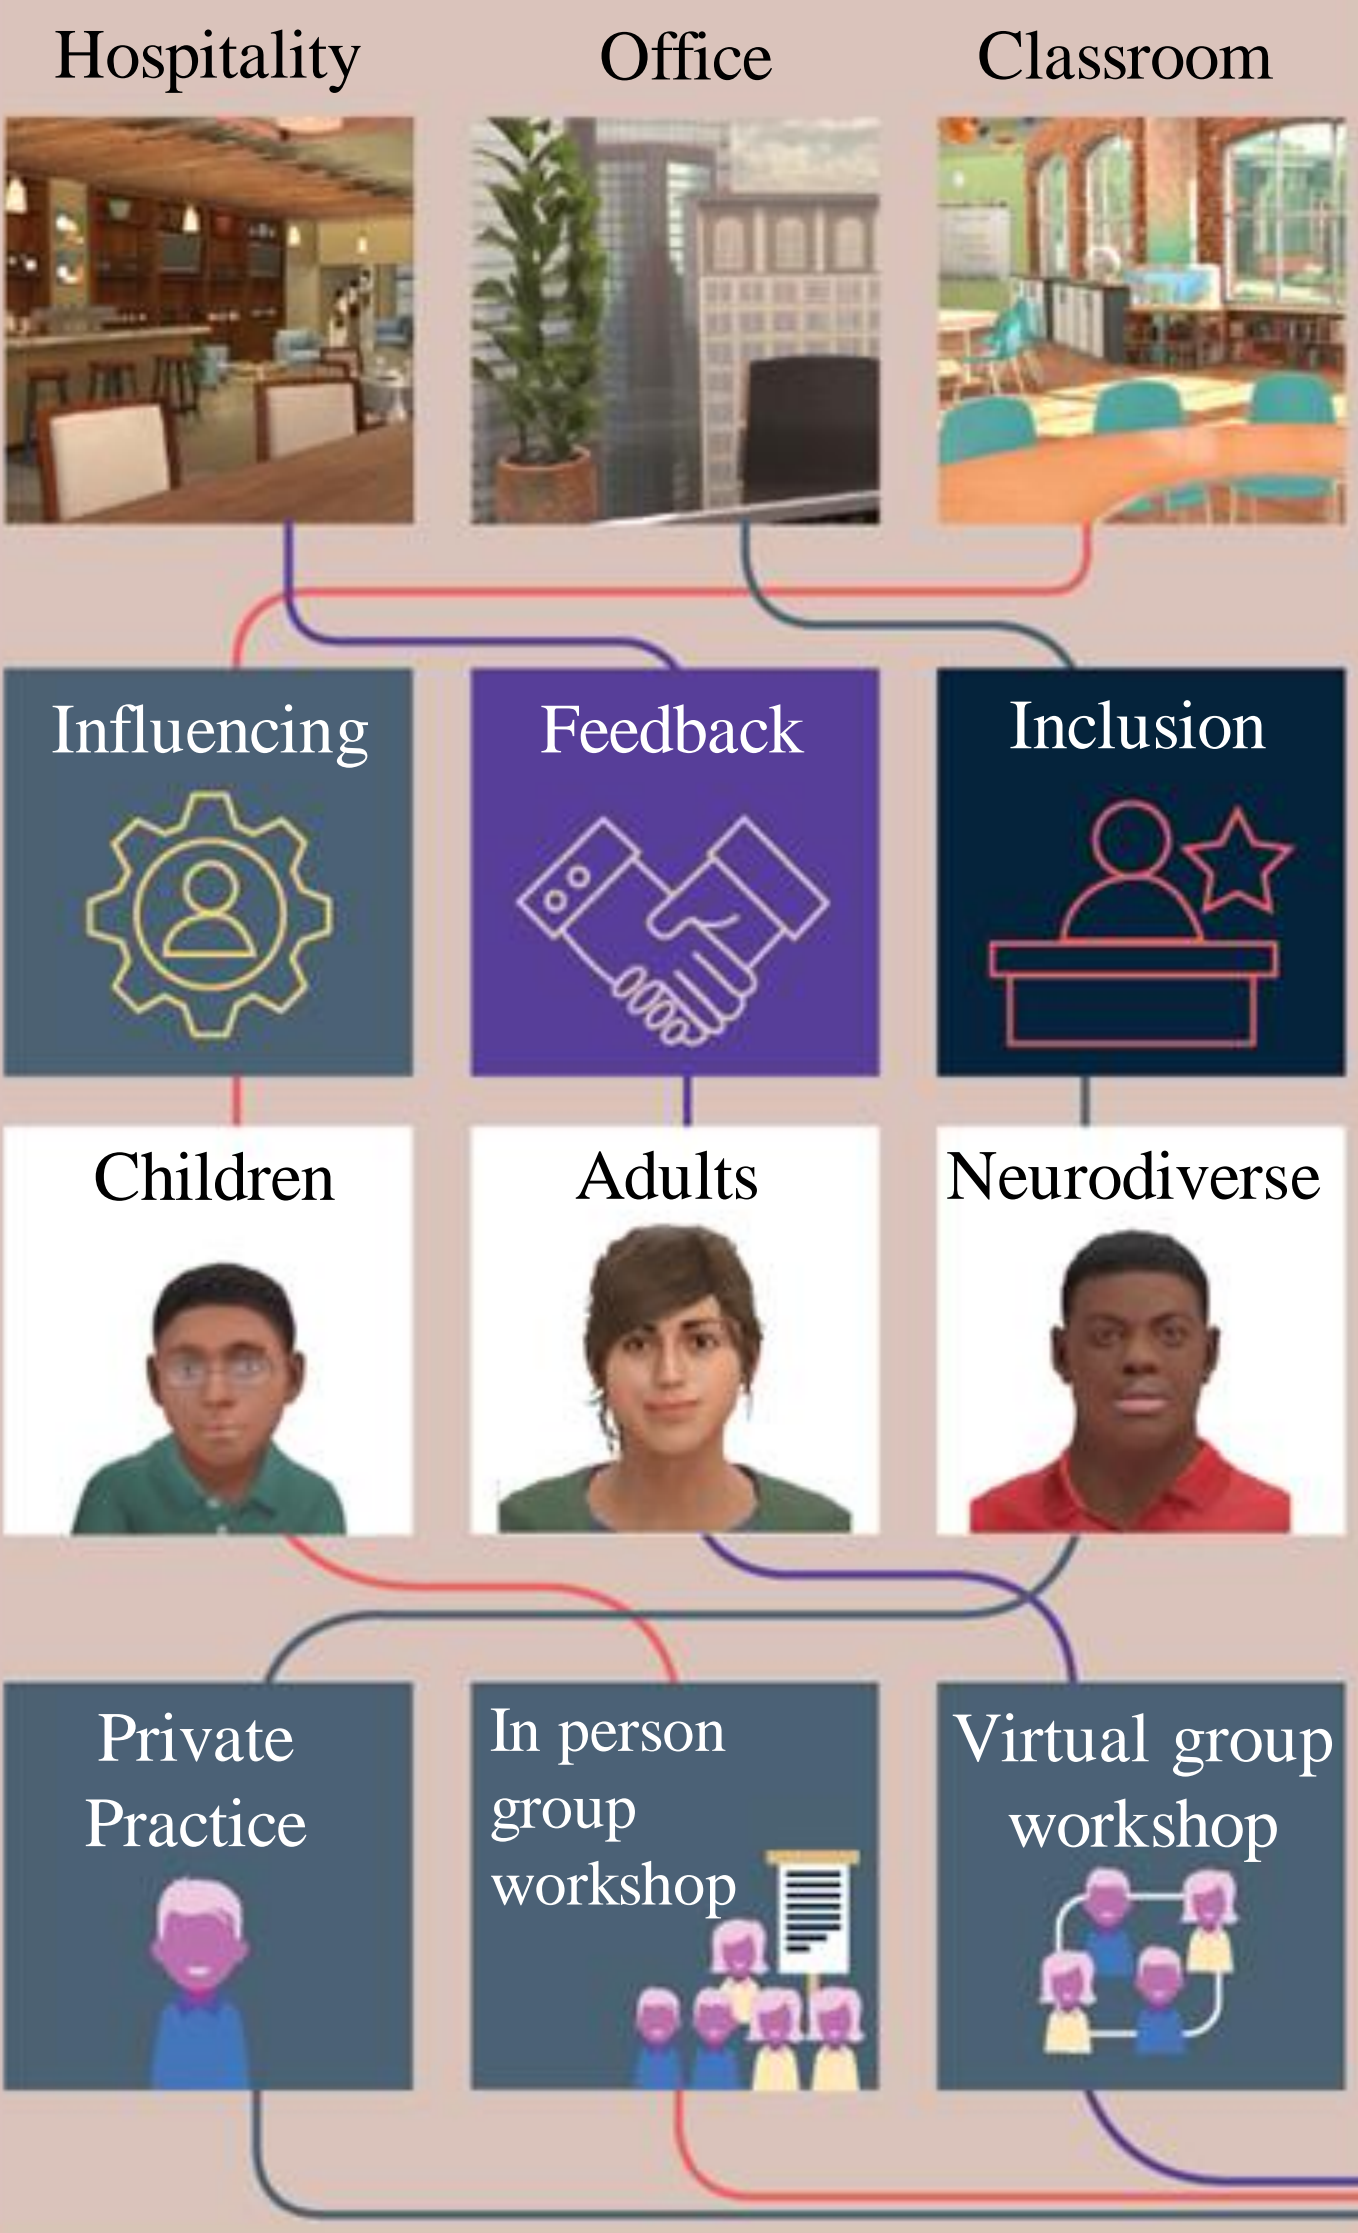 Hospitality
Office
Classroom
Influencing
Feedback
Inclusion
Children
Adults
Neurodiverse
Private
Practice
In person
group
workshop
Virtual group
workshop